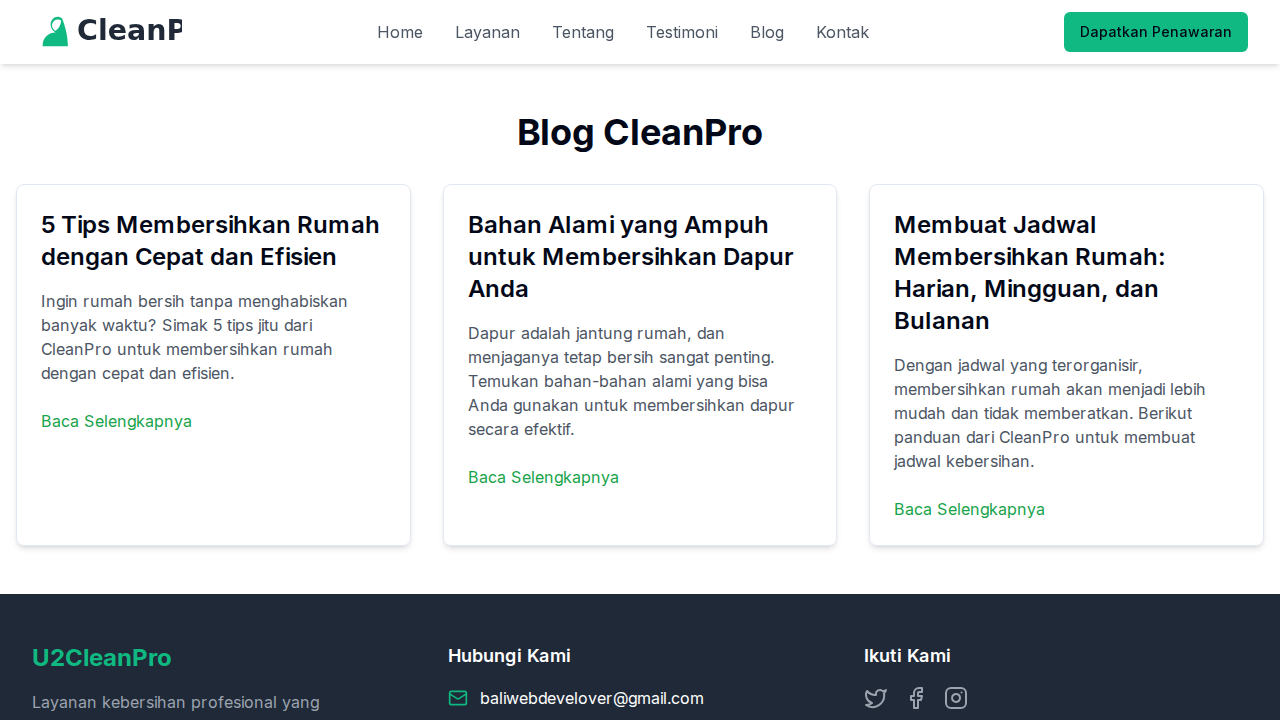 CleanP
Home
Layanan
Tentang
Testimoni
Blog
Kontak
Dapatkan Penawaran
Blog CleanPro
5 Tips Membersihkan Rumah
dengan Cepat dan Efisien
Ingin rumah bersih tanpa menghabiskan
banyak waktu? Simak 5 tips jitu dari
CleanPro untuk membersihkan rumah
dengan cepat dan efisien.
Baca Selengkapnya
Bahan Alami yang Ampuh
untuk Membersihkan Dapur
Anda
Dapur adalah jantung rumah, dan
menjaganya tetap bersih sangat penting.
Temukan bahan-bahan alami yang bisa
Anda gunakan untuk membersihkan dapur
secara efektif.
Baca Selengkapnya
Membuat Jadwal
Membersihkan Rumah:
Harian, Mingguan, dan
Bulanan
Dengan jadwal yang terorganisir,
membersihkan rumah akan menjadi lebih
mudah dan tidak memberatkan. Berikut
panduan dari CleanPro untuk membuat
jadwal kebersihan.
Baca Selengkapnya
U2CleanPro
Layanan kebersihan profesional yang
Hubungi Kami
baliwebdevelover@gmail.com
Ikuti Kami